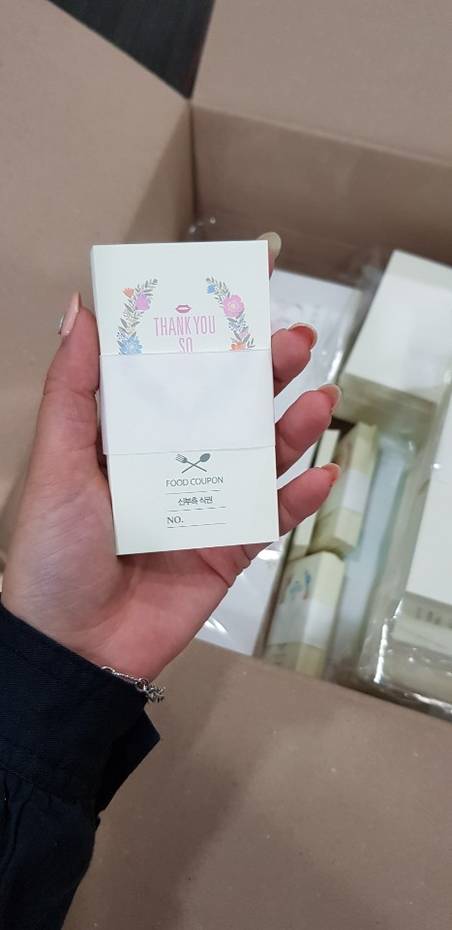 THANK YOU
SO
FOOD COUPON
신부측 식권
NO.